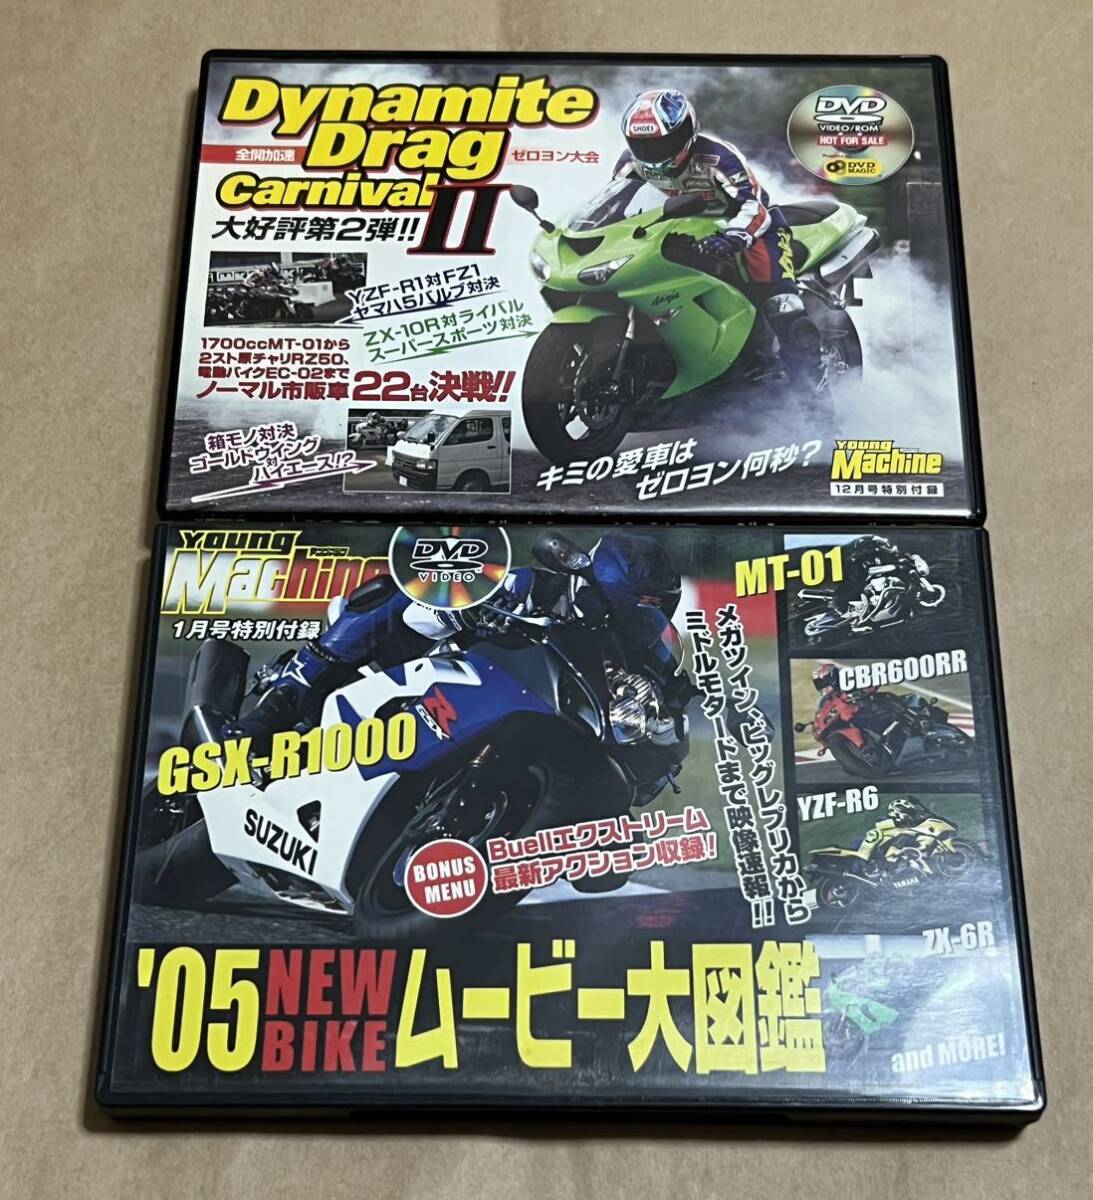 Dynamite
Drag
Carnival II
全開加速
ゼロヨン大会
大好評第2弾!!
DVD
VIDEO/ROM
NOT FOR SALE
DVD
MAGIC
SHOEI
Ninja
YZF-R1対FZ1
ヤマハ5バルブ対決
ZX-10R対ライバル
スーパースポーツ対決
1700ccMT-01から
2スト原チャリRZ50、
電動バイクEC-02まで
ノーマル市販車22台決戦!!
箱モノ対決
ゴールドウイング
対
ハイエース!?
キミの愛車は
ゼロヨン何秒?
Young
Machine
12月号特別付録
Young
Machine
1月号特別付録
DVD
VIDEO
MT-01
メガツイン、ビッグレプリカから
ミドルモタードまで映像速報!!
CBR600RR
GSX-R1000
R
GSX
SUZUKI
YZF-R6
YAMAHA
BONUS
MENU
Buellエクストリーム
最新アクション収録!
ZX-6R
and MORE!
'05 NEW
BIKE
ムービー大図鑑